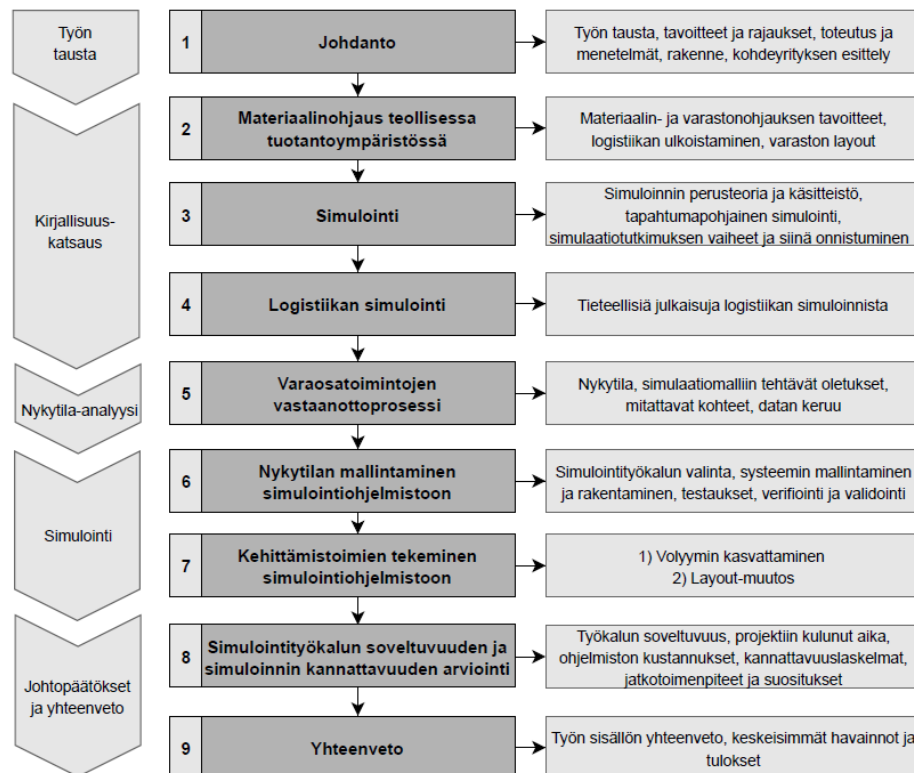 Työn
tausta
1
Johdanto
Työn tausta, tavoitteet ja rajaukset, toteutus ja
menetelmät, rakenne, kohdeyrityksen esittely
Kirjallisuus-
katsaus
2
Materiaalinohjaus teollisessa
tuotantoympäristössä
Materiaalin- ja varastonohjauksen tavoitteet,
logistiikan ulkoistaminen, varaston layout
3
Simulointi
Simuloinnin perusteoria ja käsitteistö,
tapahtumapohjainen simulointi,
simulaatiotutkimuksen vaiheet ja siinä onnistuminen
4
Logistiikan simulointi
Tieteellisiä julkaisuja logistiikan simuloinnista
Nykytila-analyysi
5
Varaosatoimintojen
vastaanottoprosessi
Nykytila, simulaatiomalliin tehtävät oletukset,
mitattavat kohteet, datan keruu
Simulointi
6
Nykytilan mallintaminen
simulointiohjelmistoon
Simulointityökalun valinta, systeemin mallintaminen
ja rakentaminen, testaukset, verifiointi ja validointi
7
Kehittämistoimien tekeminen
simulointiohjelmistoon
1) Volyymin kasvattaminen
2) Layout-muutos
Johtopäätökset
ja yhteenveto
8
Simulointityökalun soveltuvuuden ja
simuloinnin kannattavuuden arviointi
Työkalun soveltuvuus, projektiin kulunut aika,
ohjelmiston kustannukset, kannattavuuslaskelmat,
jatkotoimenpiteet ja suositukset
9
Yhteenveto
Työn sisällön yhteenveto, keskeisimmät havainnot ja
tulokset